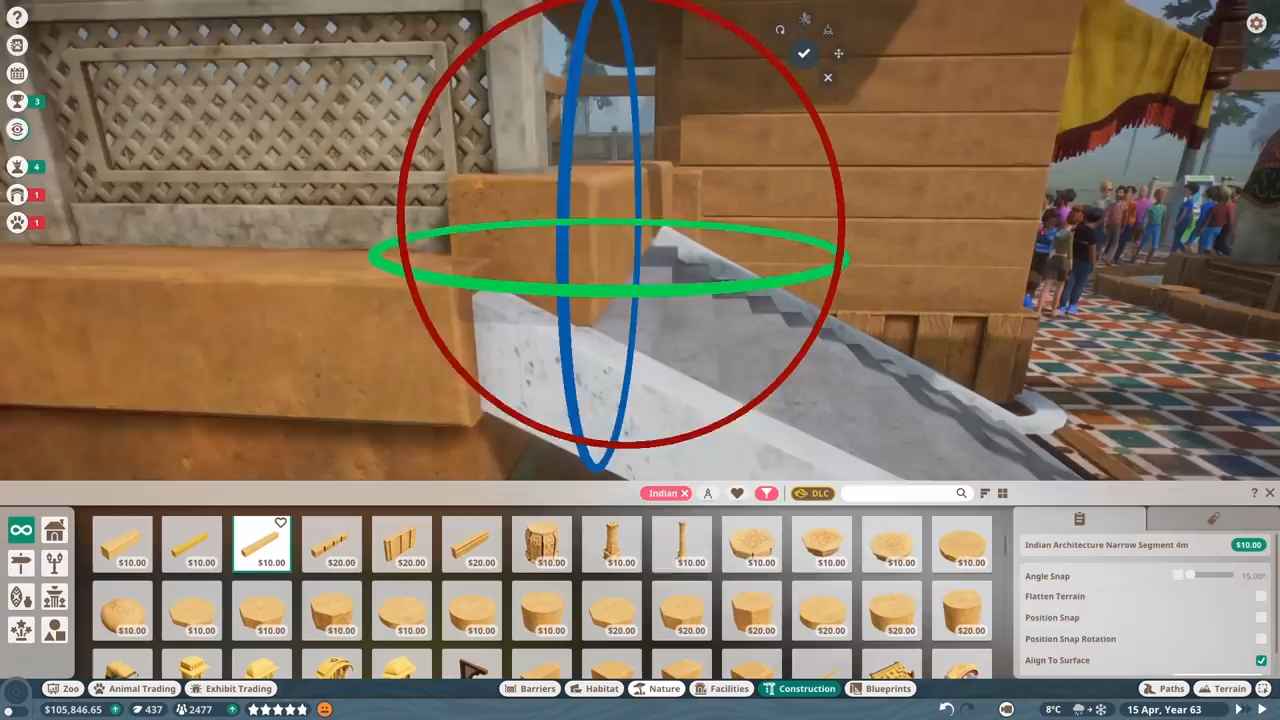 3
4
1
1
Indian ×
DLC
?
$10.00 $10.00 $10.00 $20.00 $20.00 $10.00 $10.00 $10.00 $10.00 $10.00 $10.00 $10.00 $10.00
$10.00 $10.00 $10.00 $10.00 $10.00 $10.00 $10.00 $20.00 $20.00 $20.00 $20.00 $20.00 $20.00
Indian Architecture Narrow Segment 4m $10.00
Angle Snap 15.00°
Flatten Terrain
Position Snap
Position Snap Rotation
Align To Surface
Zoo Animal Trading Exhibit Trading Barriers Habitat Nature Facilities Construction Blueprints Paths Terrain
$105,846.65 437 2477 8°C 15 Apr, Year 63